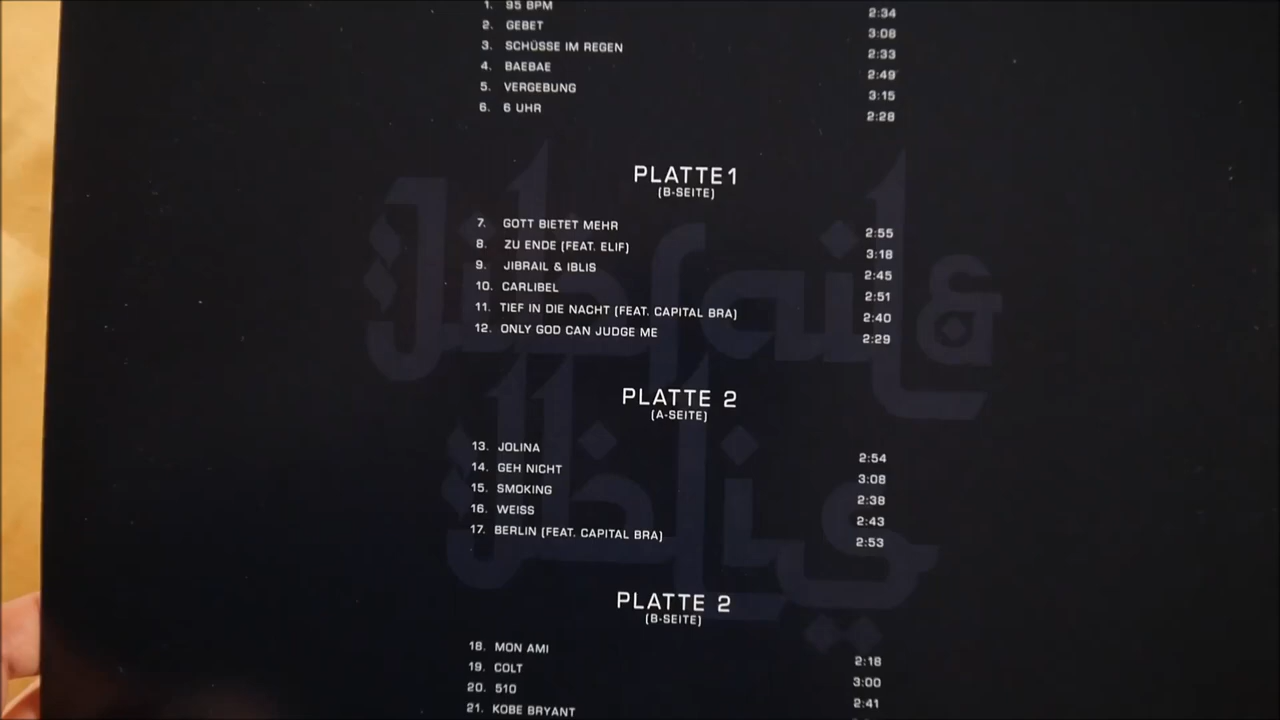 1. 95 BPM 2:34
2. GEBET 3:08
3. SCHÜSSE IM REGEN 2:33
4. BAEBAE 2:49
5. VERGEBUNG 3:15
6. 6 UHR 2:28
PLATTE 1
(B-SEITE)
7. GOTT BIETET MEHR 2:55
8. ZU ENDE (FEAT. ELIF) 3:18
9. JIBRAIL & IBLIS 2:45
10. CARLIBEL 2:51
11. TIEF IN DIE NACHT (FEAT. CAPITAL BRA) 2:40
12. ONLY GOD CAN JUDGE ME 2:29
PLATTE 2
(A-SEITE)
13. JOLINA 2:54
14. GEH NICHT 3:08
15. SMOKING 2:38
16. WEISS 2:43
17. BERLIN (FEAT. CAPITAL BRA) 2:53
PLATTE 2
(B-SEITE)
18. MON AMI 2:18
19. COLT 3:00
20. 510 2:41
21. KOBE BRYANT
Jibrail &
Iblis